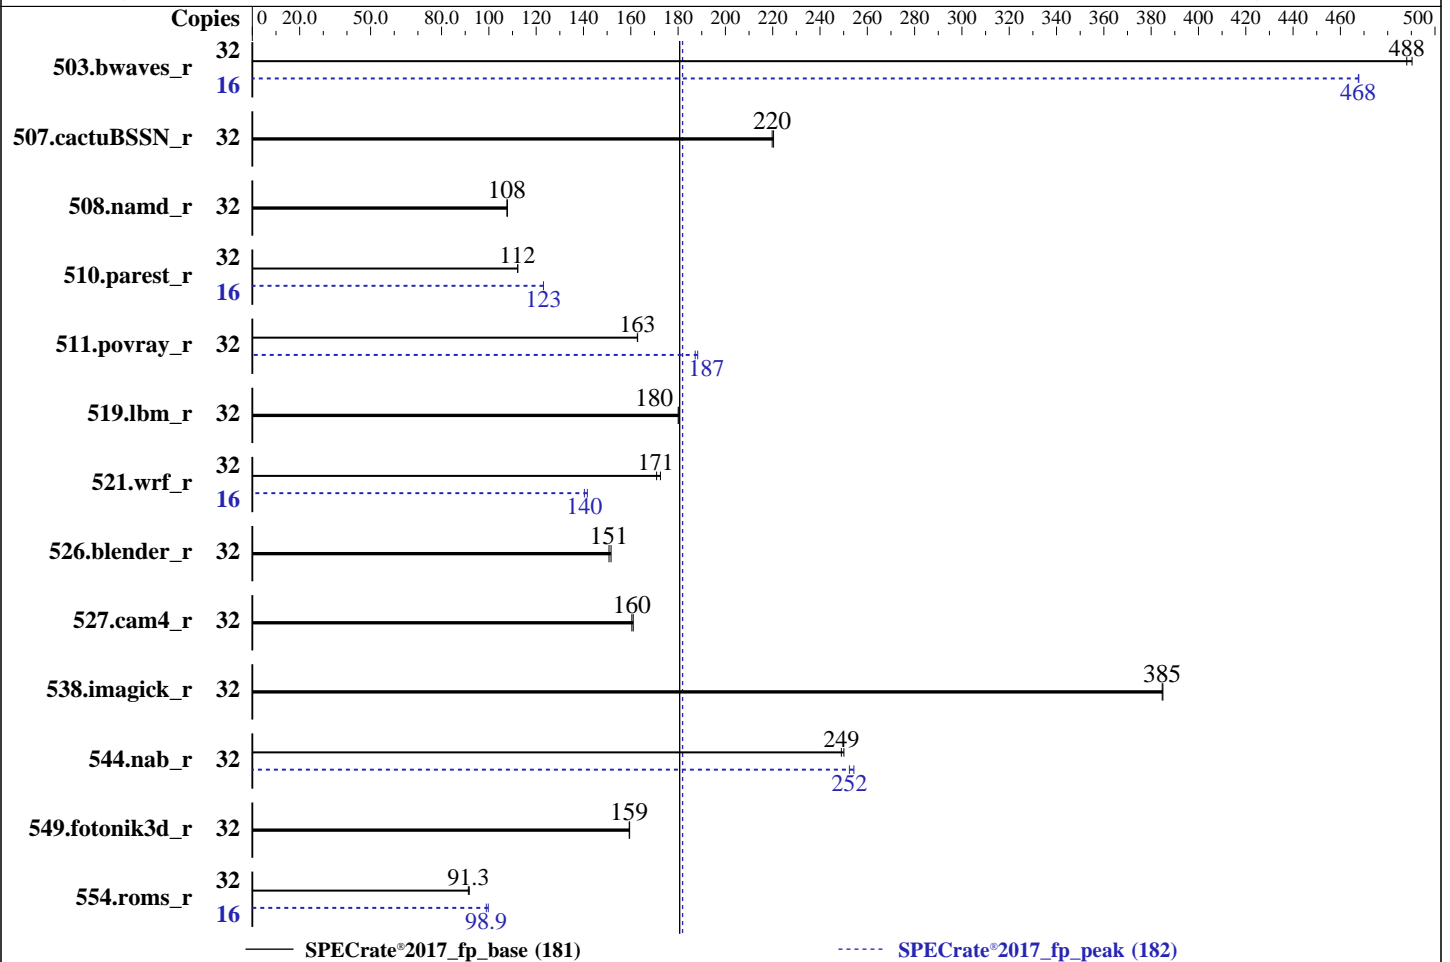 Copies 0 20.0 50.0 80.0 100 120 140 160 180 200 220 240 260 280 300 320 340 360 380 400 420 440 460 500
503.bwaves_r 32 488
16 468
507.cactuBSSN_r 32 220
508.namd_r 32 108
510.parest_r 32 112
16 123
511.povray_r 32 163
187
519.lbm_r 32 180
521.wrf_r 32 171
16 140
526.blender_r 32 151
527.cam4_r 32 160
538.imagick_r 32 385
544.nab_r 32 249
252
549.fotonik3d_r 32 159
554.roms_r 32 91.3
16 98.9
SPECrate®2017_fp_base (181) SPECrate®2017_fp_peak (182)